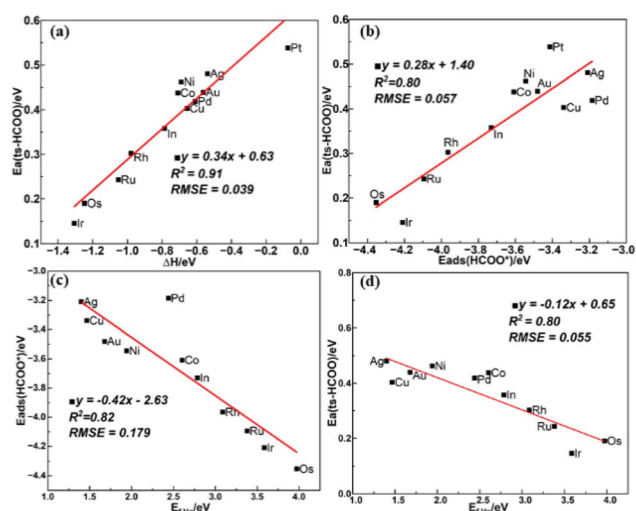 (a)
Ea(ts-HCOO)/eV
0.6
0.5
0.4
0.3
0.2
0.1
Pt
Ag
Ni
Co
Au
Pd
Cu
In
Rh
Ru
Os
Ir
y = 0.34x + 0.63
R² = 0.91
RMSE = 0.039
-1.4 -1.2 -1.0 -0.8 -0.6 -0.4 -0.2 0.0
ΔH/eV
(b)
Ea(ts-HCOO)/eV
0.6
0.5
0.4
0.3
0.2
0.1
y = 0.28x + 1.40
R²=0.80
RMSE = 0.057
Pt
Ni
Ag
Au
Co
Cu
Pd
In
Rh
Ru
Os
Ir
-4.4 -4.2 -4.0 -3.8 -3.6 -3.4 -3.2 -3.0
Eads(HCOO*)/eV
(c)
Eads(HCOO*)/eV
-3.0
-3.2
-3.4
-3.6
-3.8
-4.0
-4.2
-4.4
Ag
Pd
Cu
Au
Ni
Co
In
Rh
Ru
Ir
Os
y = -0.42x - 2.63
R²=0.82
RMSE = 0.179
1.0 1.5 2.0 2.5 3.0 3.5 4.0
(d)
Ea(ts-HCOO)/eV
0.8
0.6
0.4
0.2
0.0
y = -0.12x + 0.65
R² = 0.80
RMSE = 0.055
Ag
Cu
Au
Ni
Pd
Co
In
Rh
Ru
Ir
Os
1.0 1.5 2.0 2.5 3.0 3.5 4.0